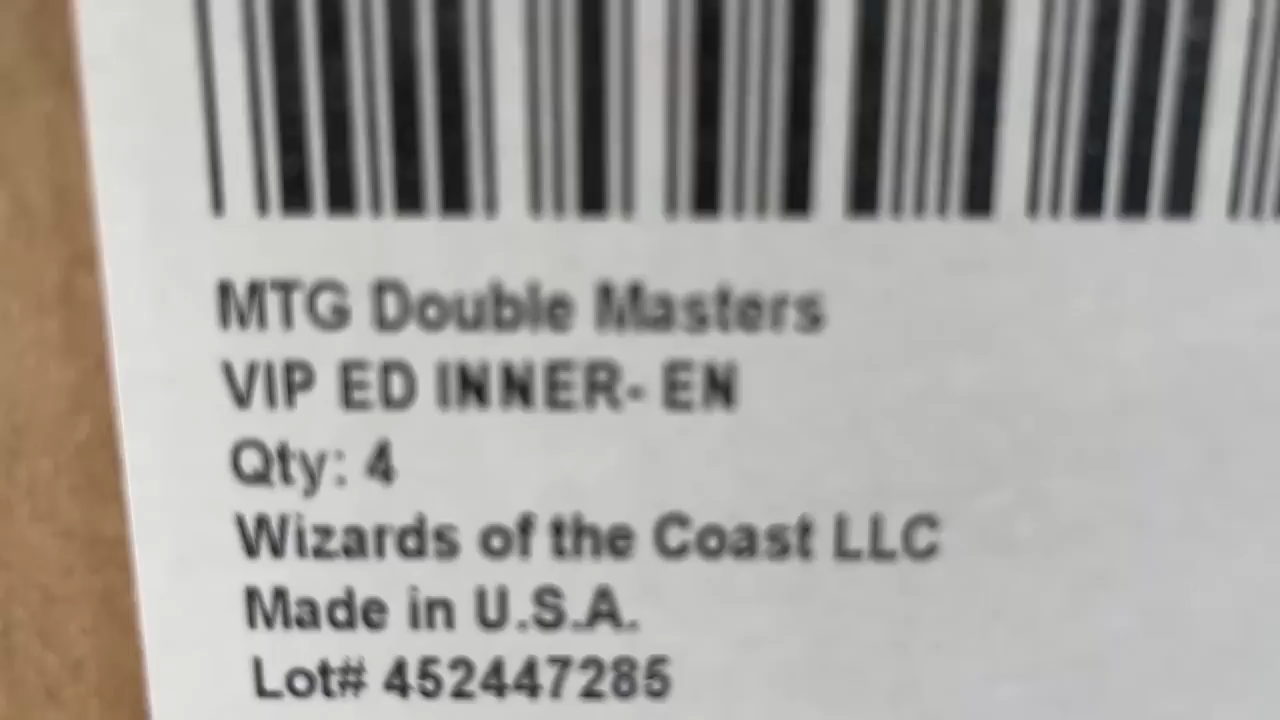 MTG Double Masters
VIP ED INNER- EN
Qty: 4
Wizards of the Coast LLC
Made in U.S.A.
Lot# 452447285